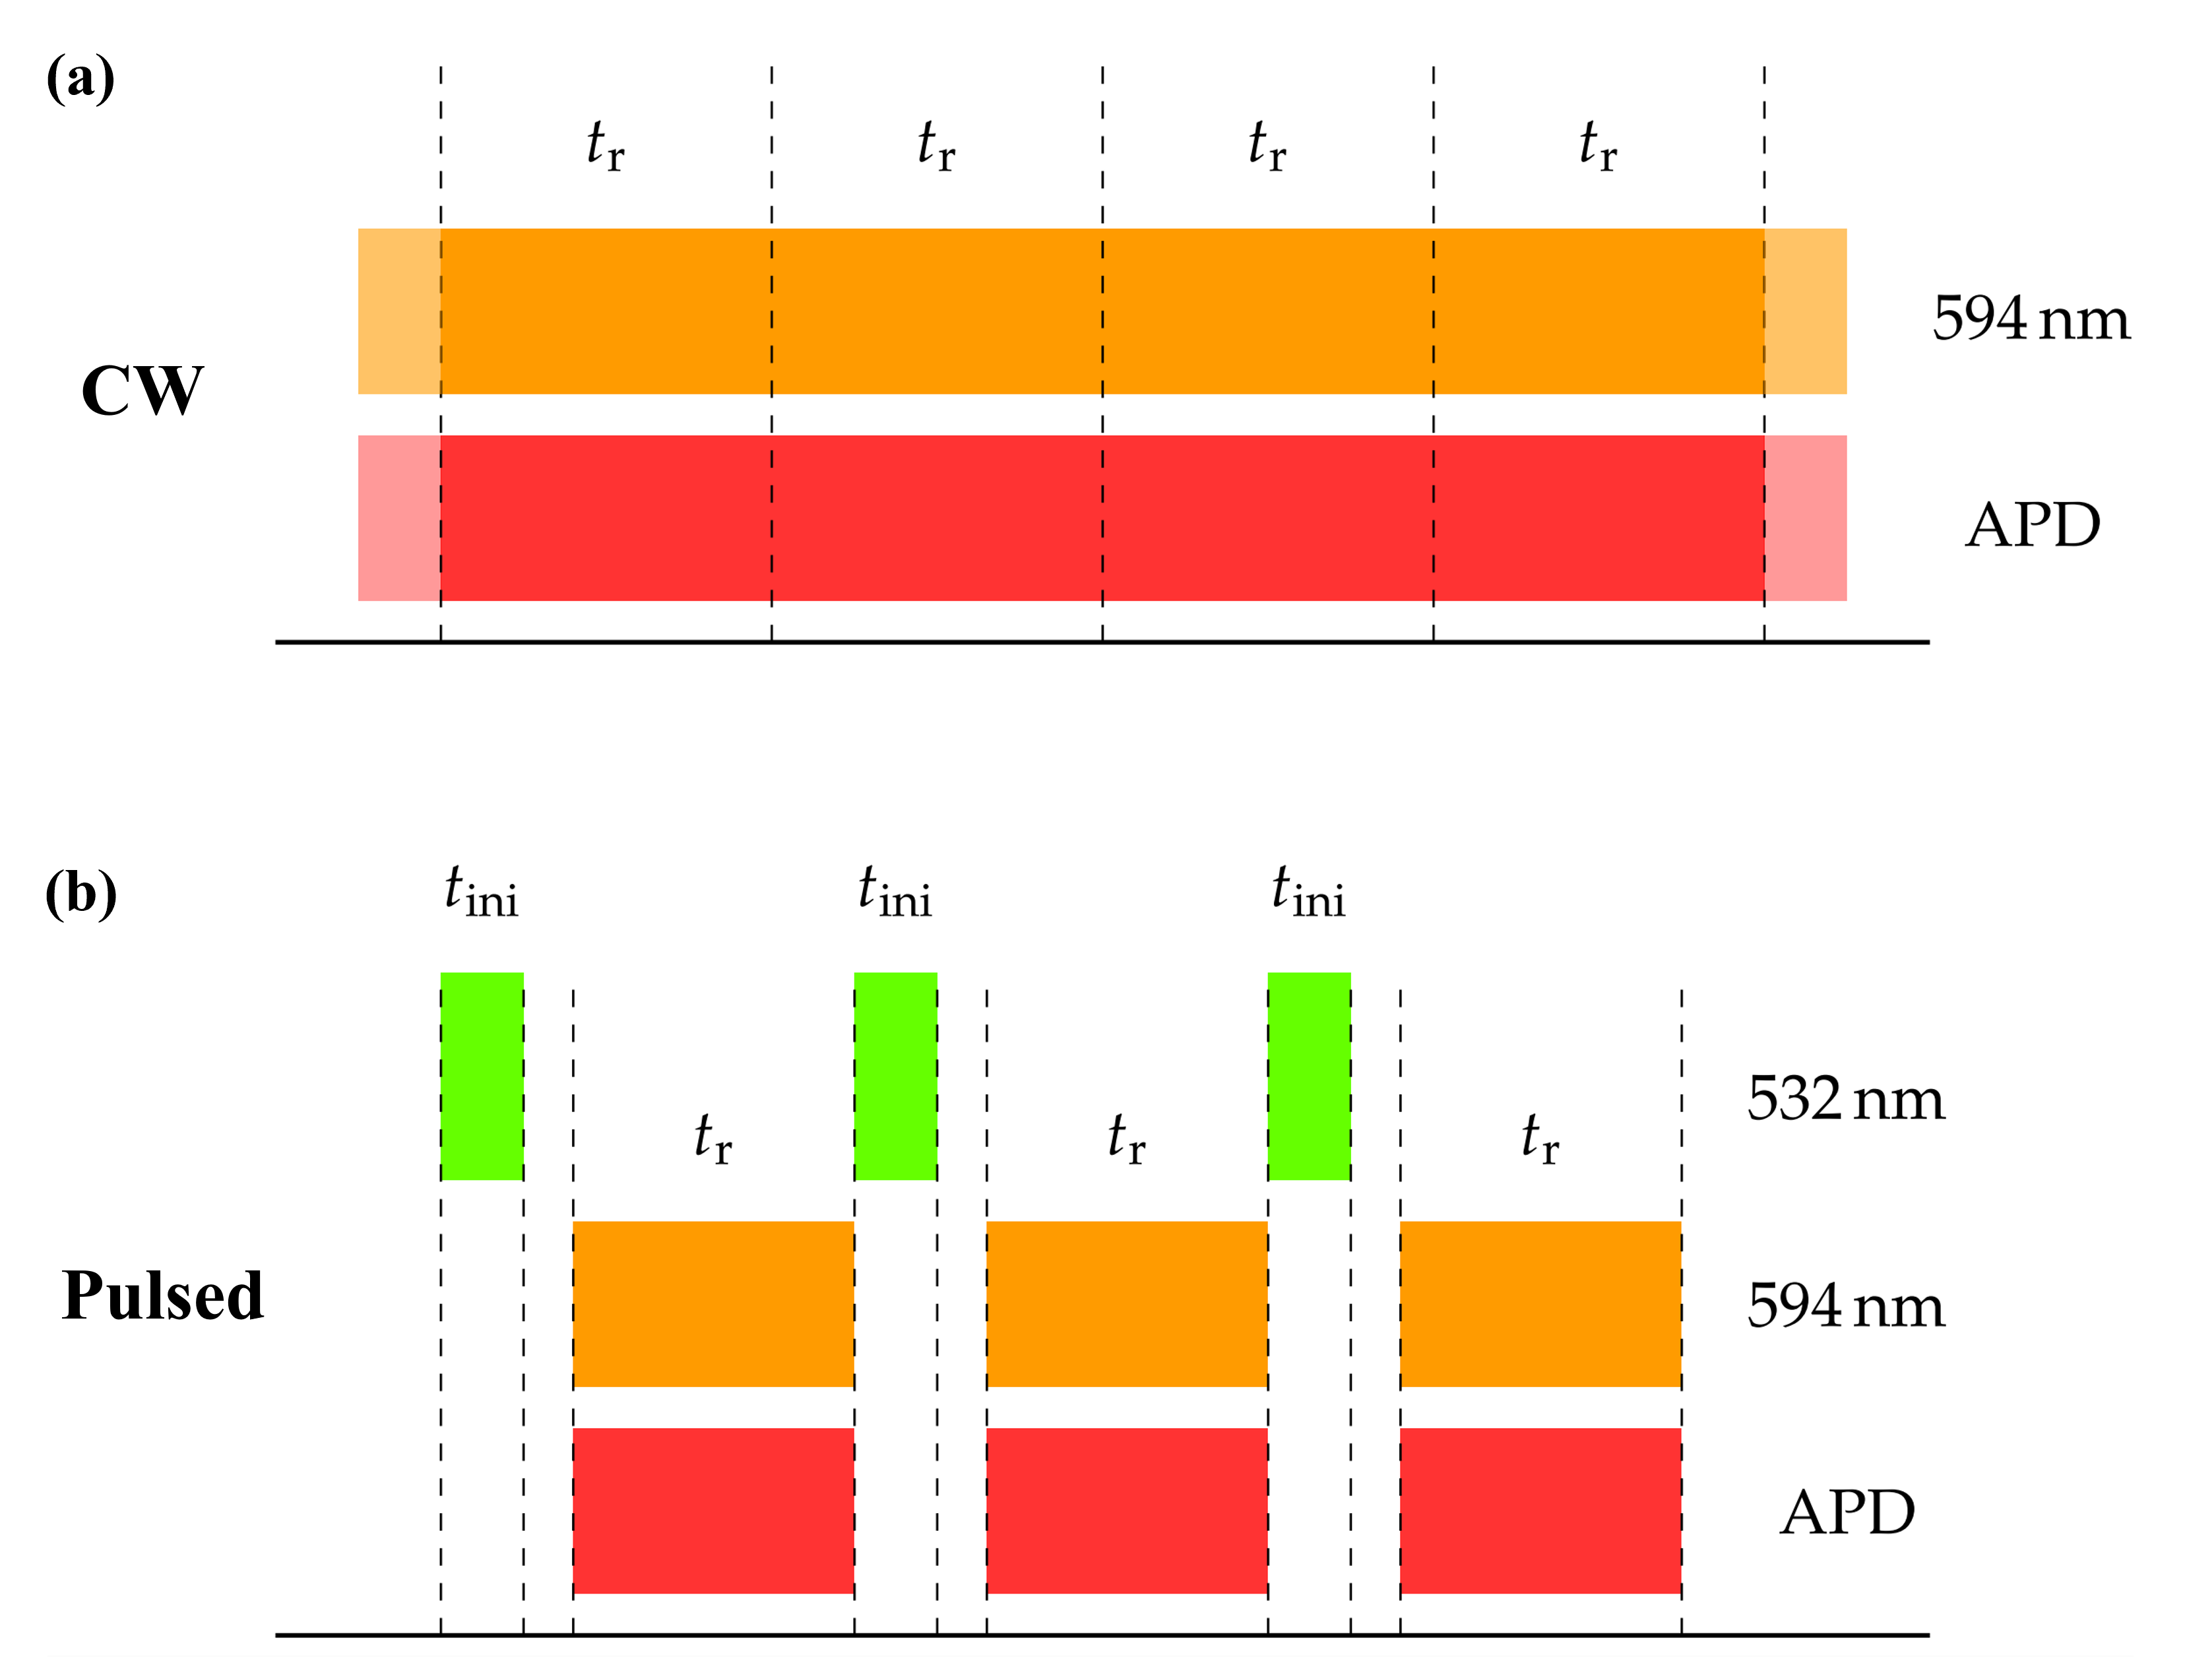 (a)
t_r t_r t_r t_r
594 nm
CW
APD
(b)
t_ini t_ini t_ini
532 nm
t_r t_r t_r
Pulsed
594 nm
APD